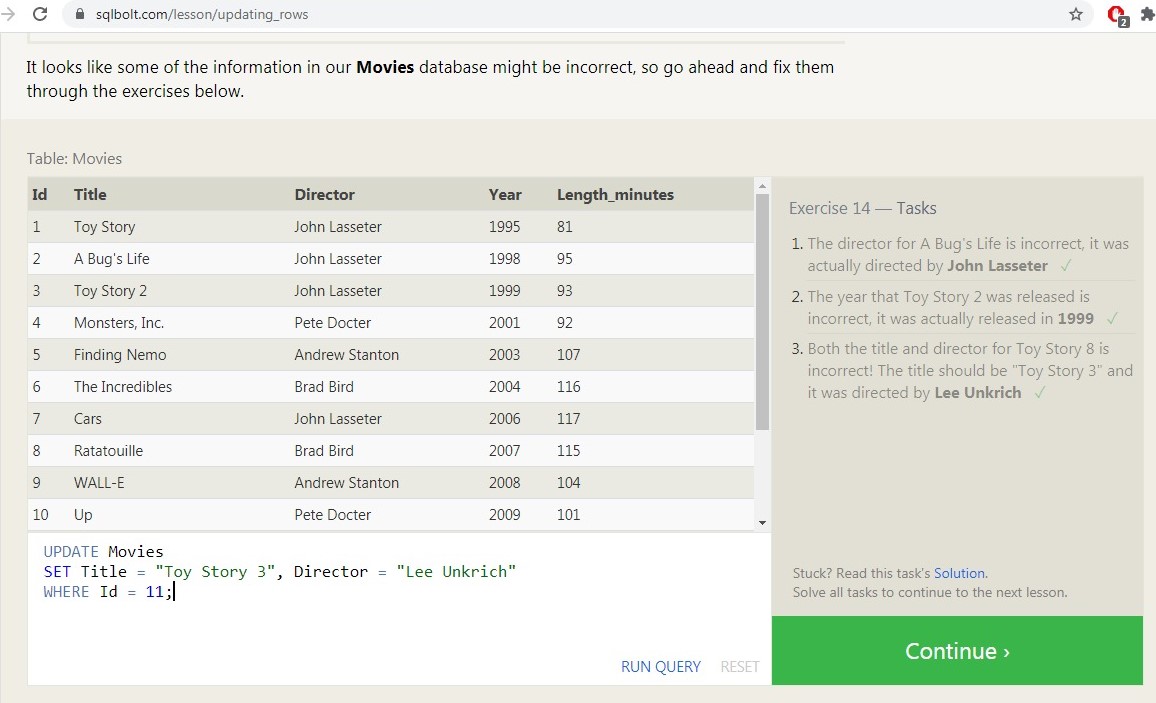 sqlbolt.com/lesson/updating_rows
2
It looks like some of the information in our Movies database might be incorrect, so go ahead and fix them
through the exercises below.
Table: Movies
Id Title Director Year Length_minutes
1 Toy Story John Lasseter 1995 81
2 A Bug's Life John Lasseter 1998 95
3 Toy Story 2 John Lasseter 1999 93
4 Monsters, Inc. Pete Docter 2001 92
5 Finding Nemo Andrew Stanton 2003 107
6 The Incredibles Brad Bird 2004 116
7 Cars John Lasseter 2006 117
8 Ratatouille Brad Bird 2007 115
9 WALL-E Andrew Stanton 2008 104
10 Up Pete Docter 2009 101
UPDATE Movies
SET Title = "Toy Story 3", Director = "Lee Unkrich"
WHERE Id = 11;
RUN QUERY RESET
Exercise 14 — Tasks
1. The director for A Bug's Life is incorrect, it was
actually directed by John Lasseter ✓
2. The year that Toy Story 2 was released is
incorrect, it was actually released in 1999 ✓
3. Both the title and director for Toy Story 8 is
incorrect! The title should be "Toy Story 3" and
it was directed by Lee Unkrich ✓
Stuck? Read this task's Solution.
Solve all tasks to continue to the next lesson.
Continue ›